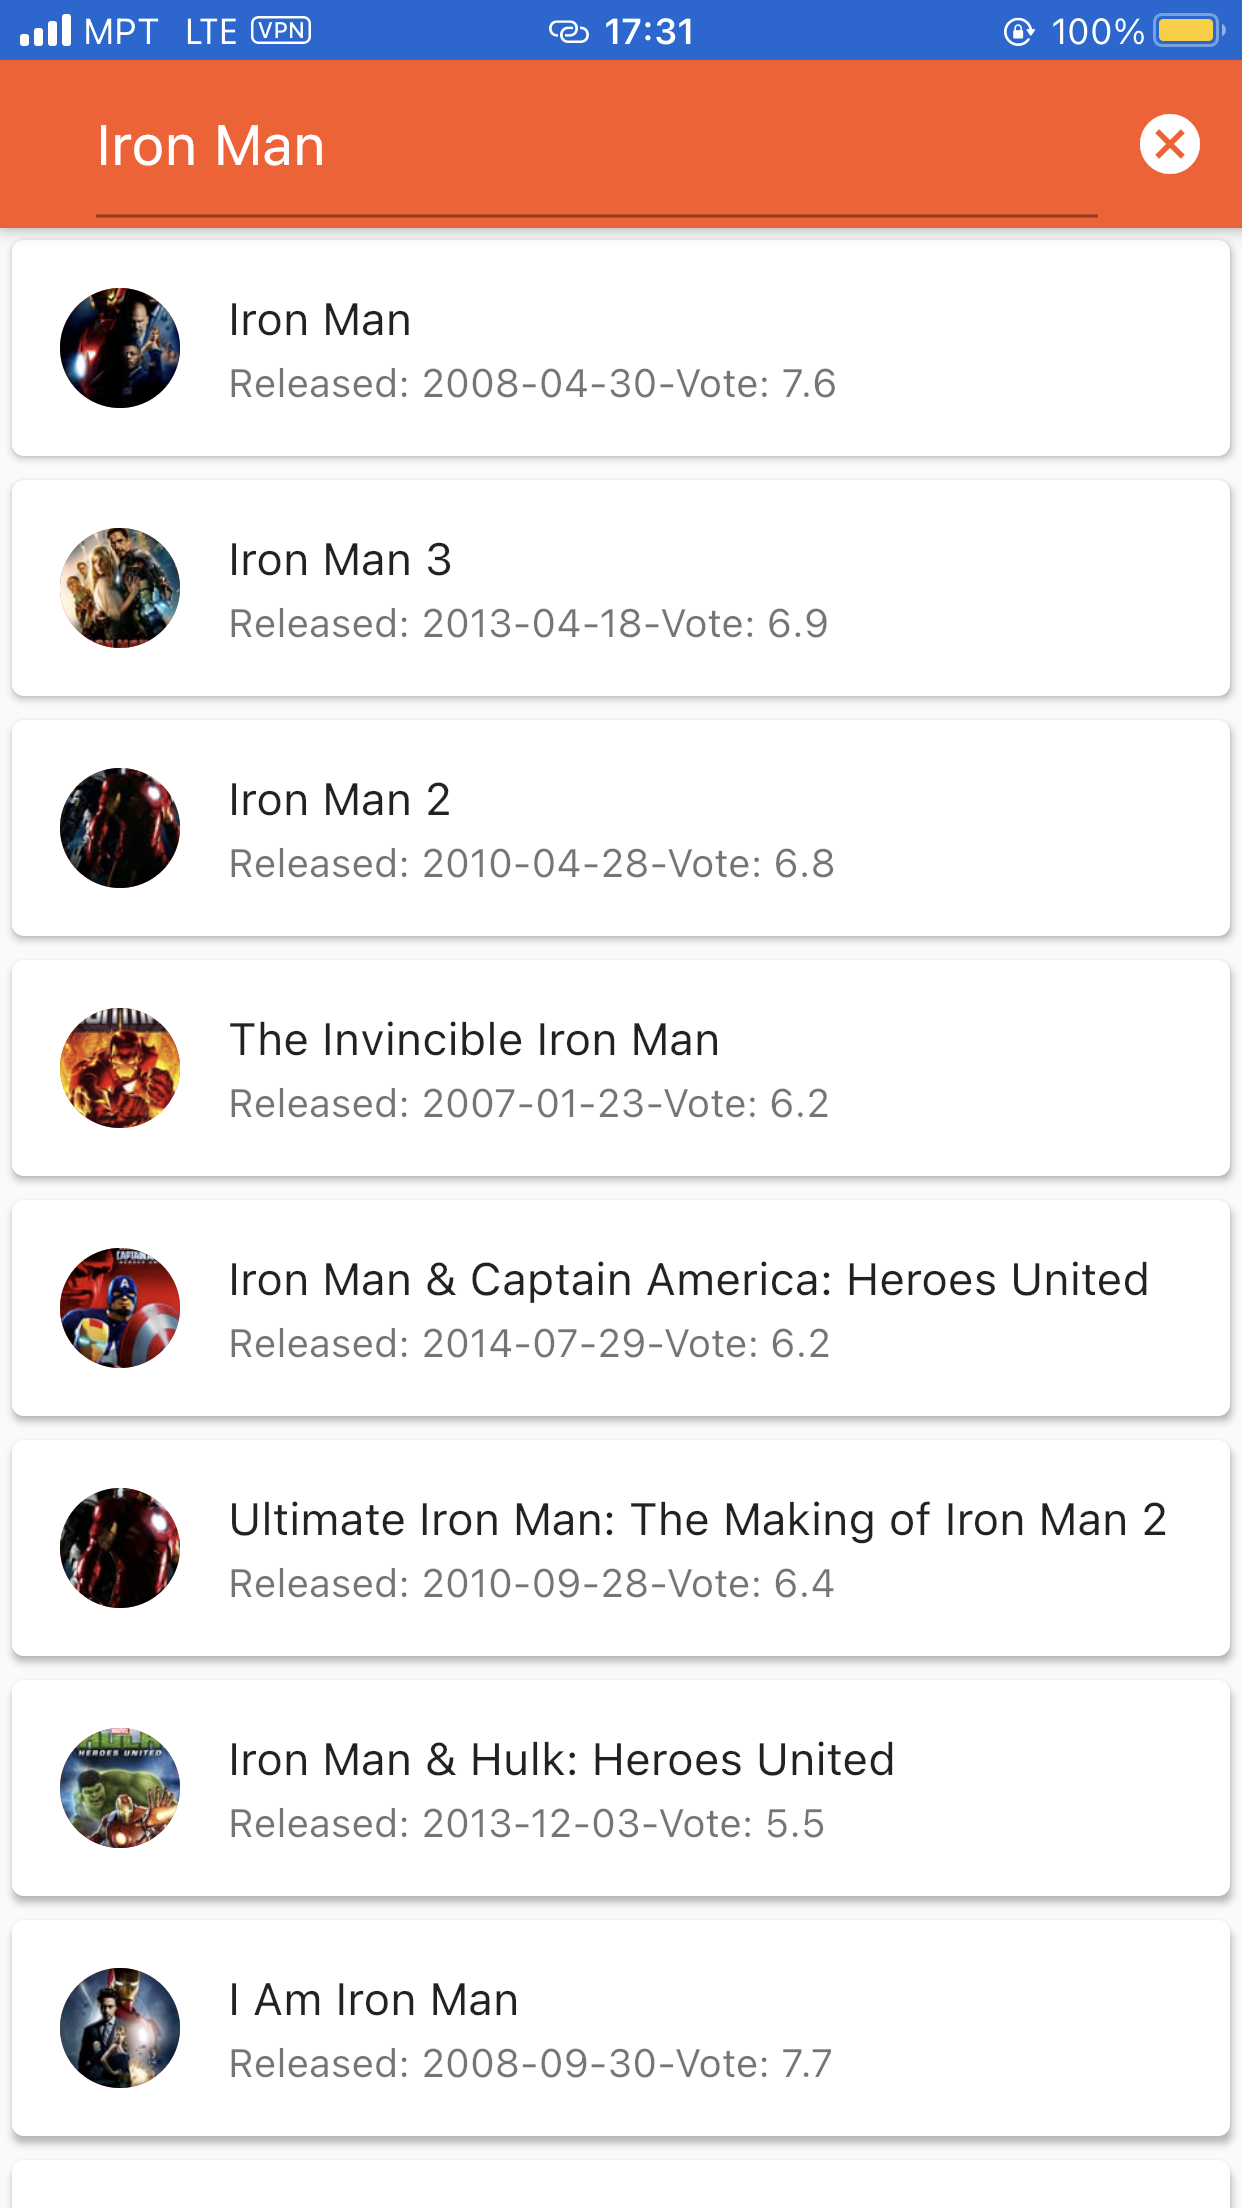 MPT LTE VPN 17:31 100%
Iron Man
Iron Man
Released: 2008-04-30-Vote: 7.6
Iron Man 3
Released: 2013-04-18-Vote: 6.9
Iron Man 2
Released: 2010-04-28-Vote: 6.8
The Invincible Iron Man
Released: 2007-01-23-Vote: 6.2
Iron Man & Captain America: Heroes United
Released: 2014-07-29-Vote: 6.2
Ultimate Iron Man: The Making of Iron Man 2
Released: 2010-09-28-Vote: 6.4
HEROES UNITED
Iron Man & Hulk: Heroes United
Released: 2013-12-03-Vote: 5.5
I Am Iron Man
Released: 2008-09-30-Vote: 7.7